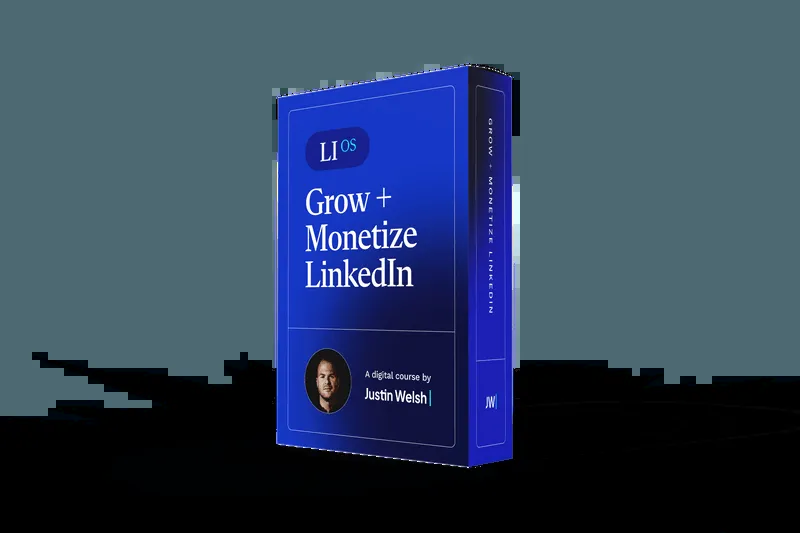 LI OS
Grow +
Monetize
LinkedIn
A digital course by
Justin Welsh
GROW + MONETIZE LINKEDIN
JW